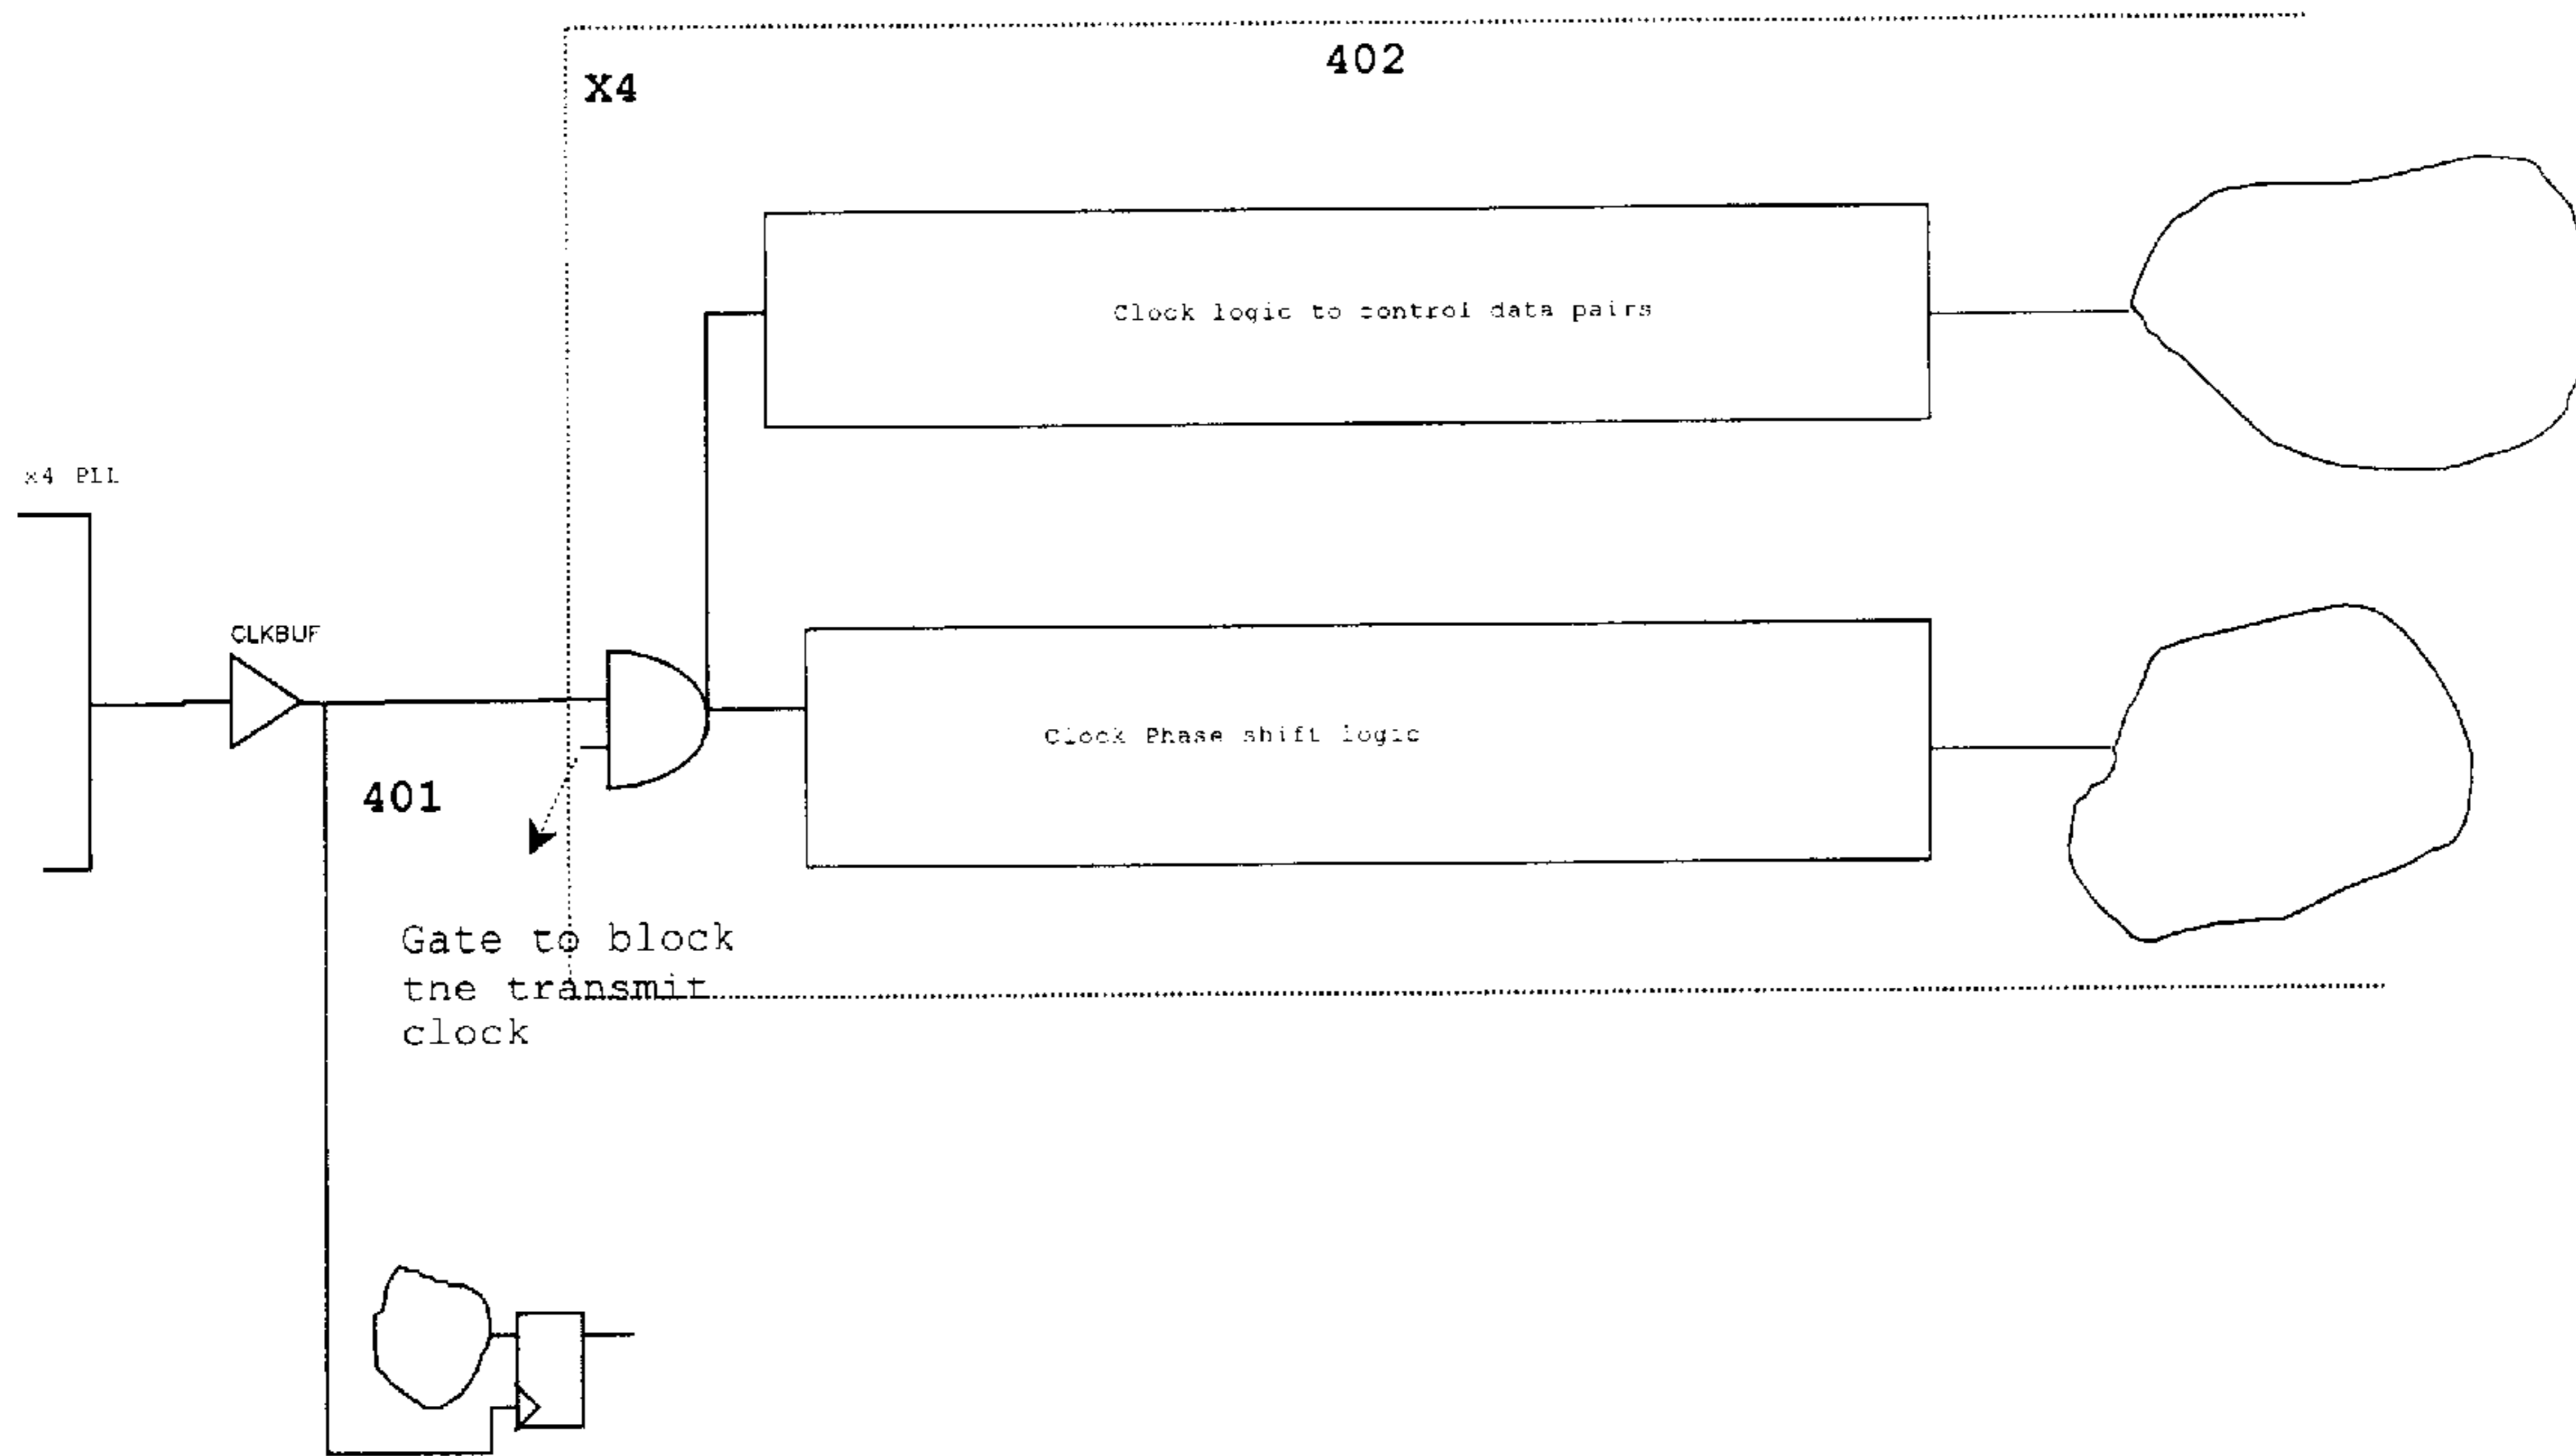 402
X4
Clock logic to control data pairs
x4 PLL
CLKBUF
Clock Phase shift logic
401
Gate to block
the transmit
clock